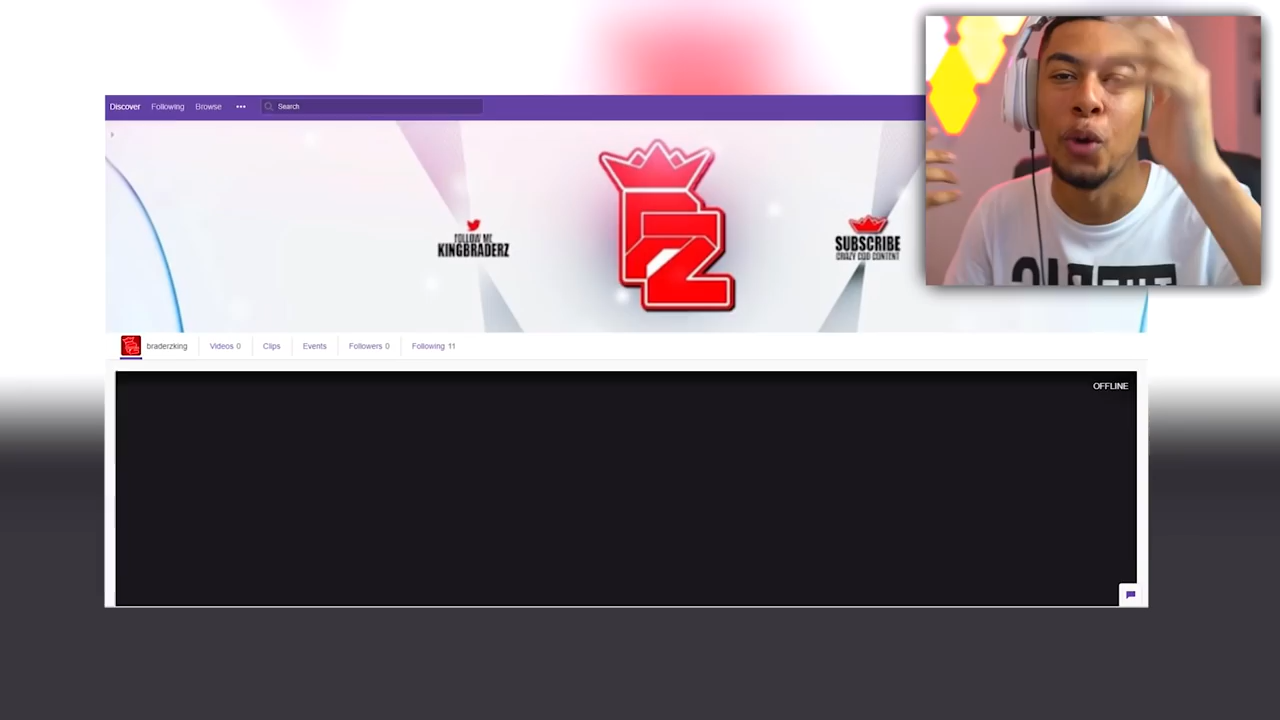 Discover Following Browse ••• Search
FOLLOW ME
KINGBRADERZ
BZ
SUBSCRIBE
CRAZY COD CONTENT
braderzking Videos 0 Clips Events Followers 0 Following 11
OFFLINE